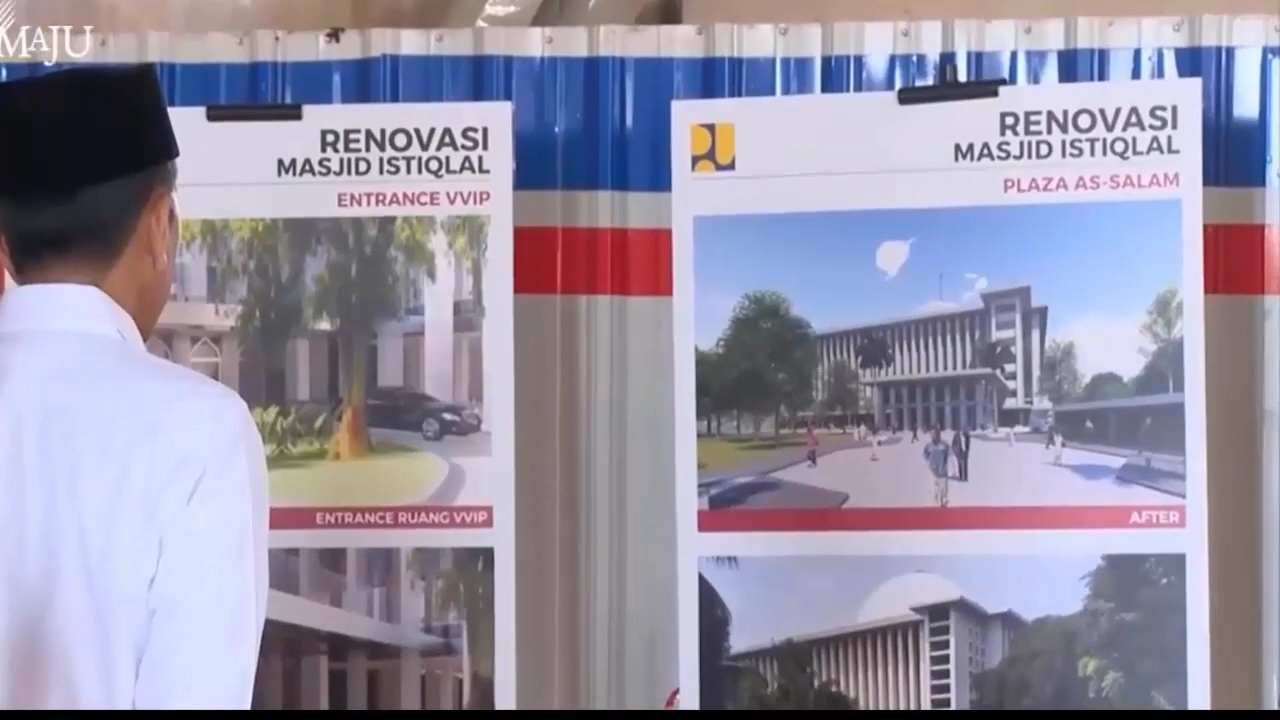 MAJU
RENOVASI
MASJID ISTIQLAL
ENTRANCE VVIP
ENTRANCE RUANG VVIP
RENOVASI
MASJID ISTIQLAL
PLAZA AS-SALAM
AFTER